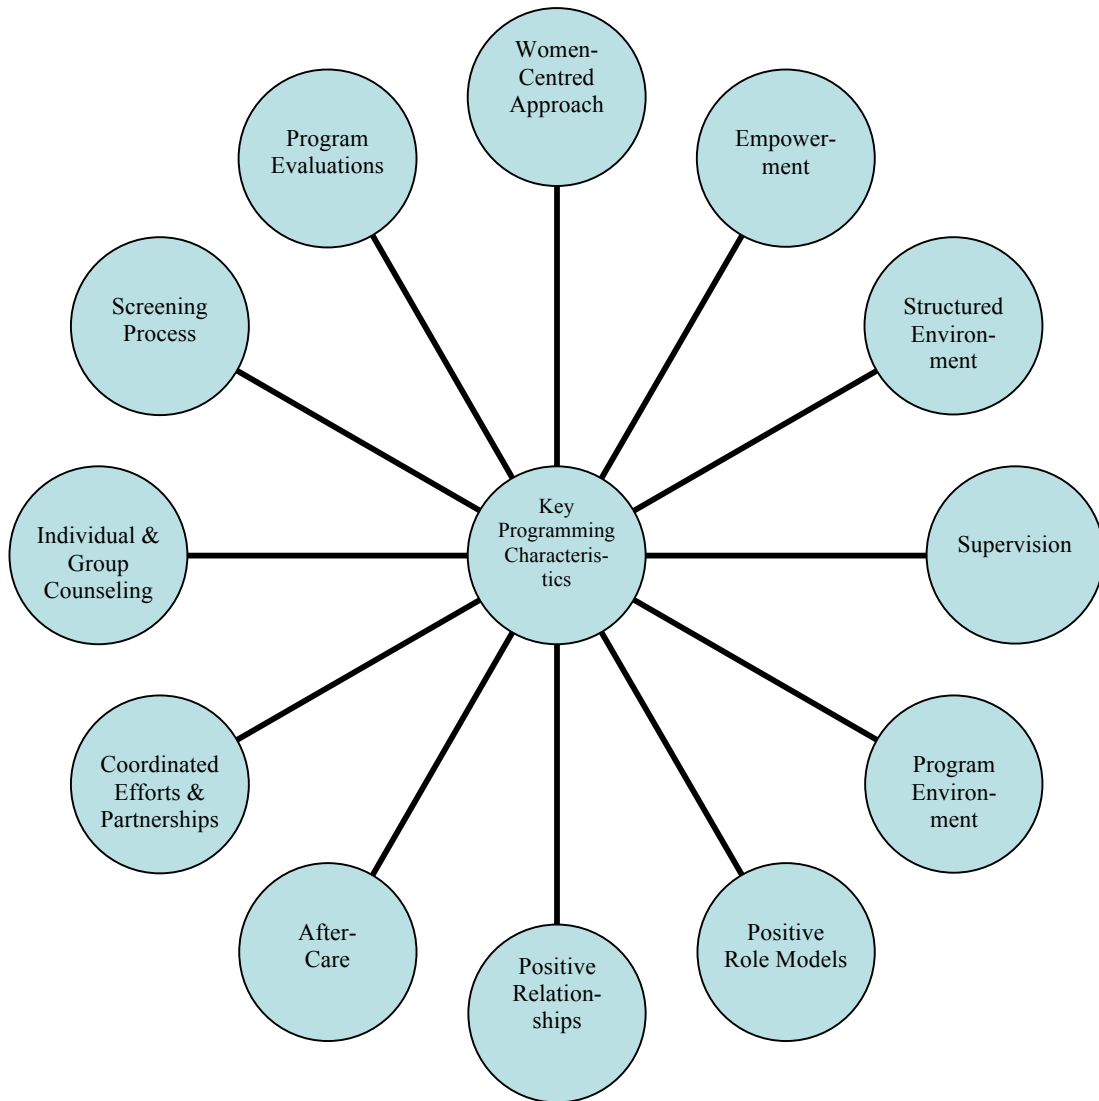 Women-
Centred
Approach
Empower-
ment
Structured
Environ-
ment
Supervision
Program
Environ-
ment
Positive
Role Models
Positive
Relation-
ships
After-
Care
Coordinated
Efforts &
Partnerships
Individual &
Group
Counseling
Screening
Process
Program
Evaluations
Key
Programming
Characteris-
tics